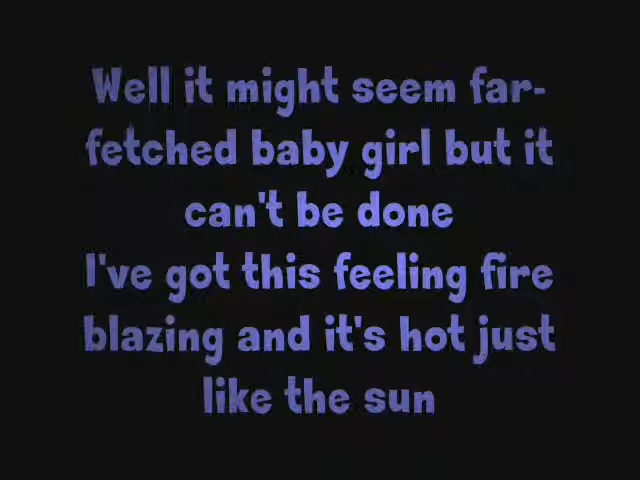 Well it might seem far-
fetched baby girl but it
can't be done
I've got this feeling fire
blazing and it's hot just
like the sun